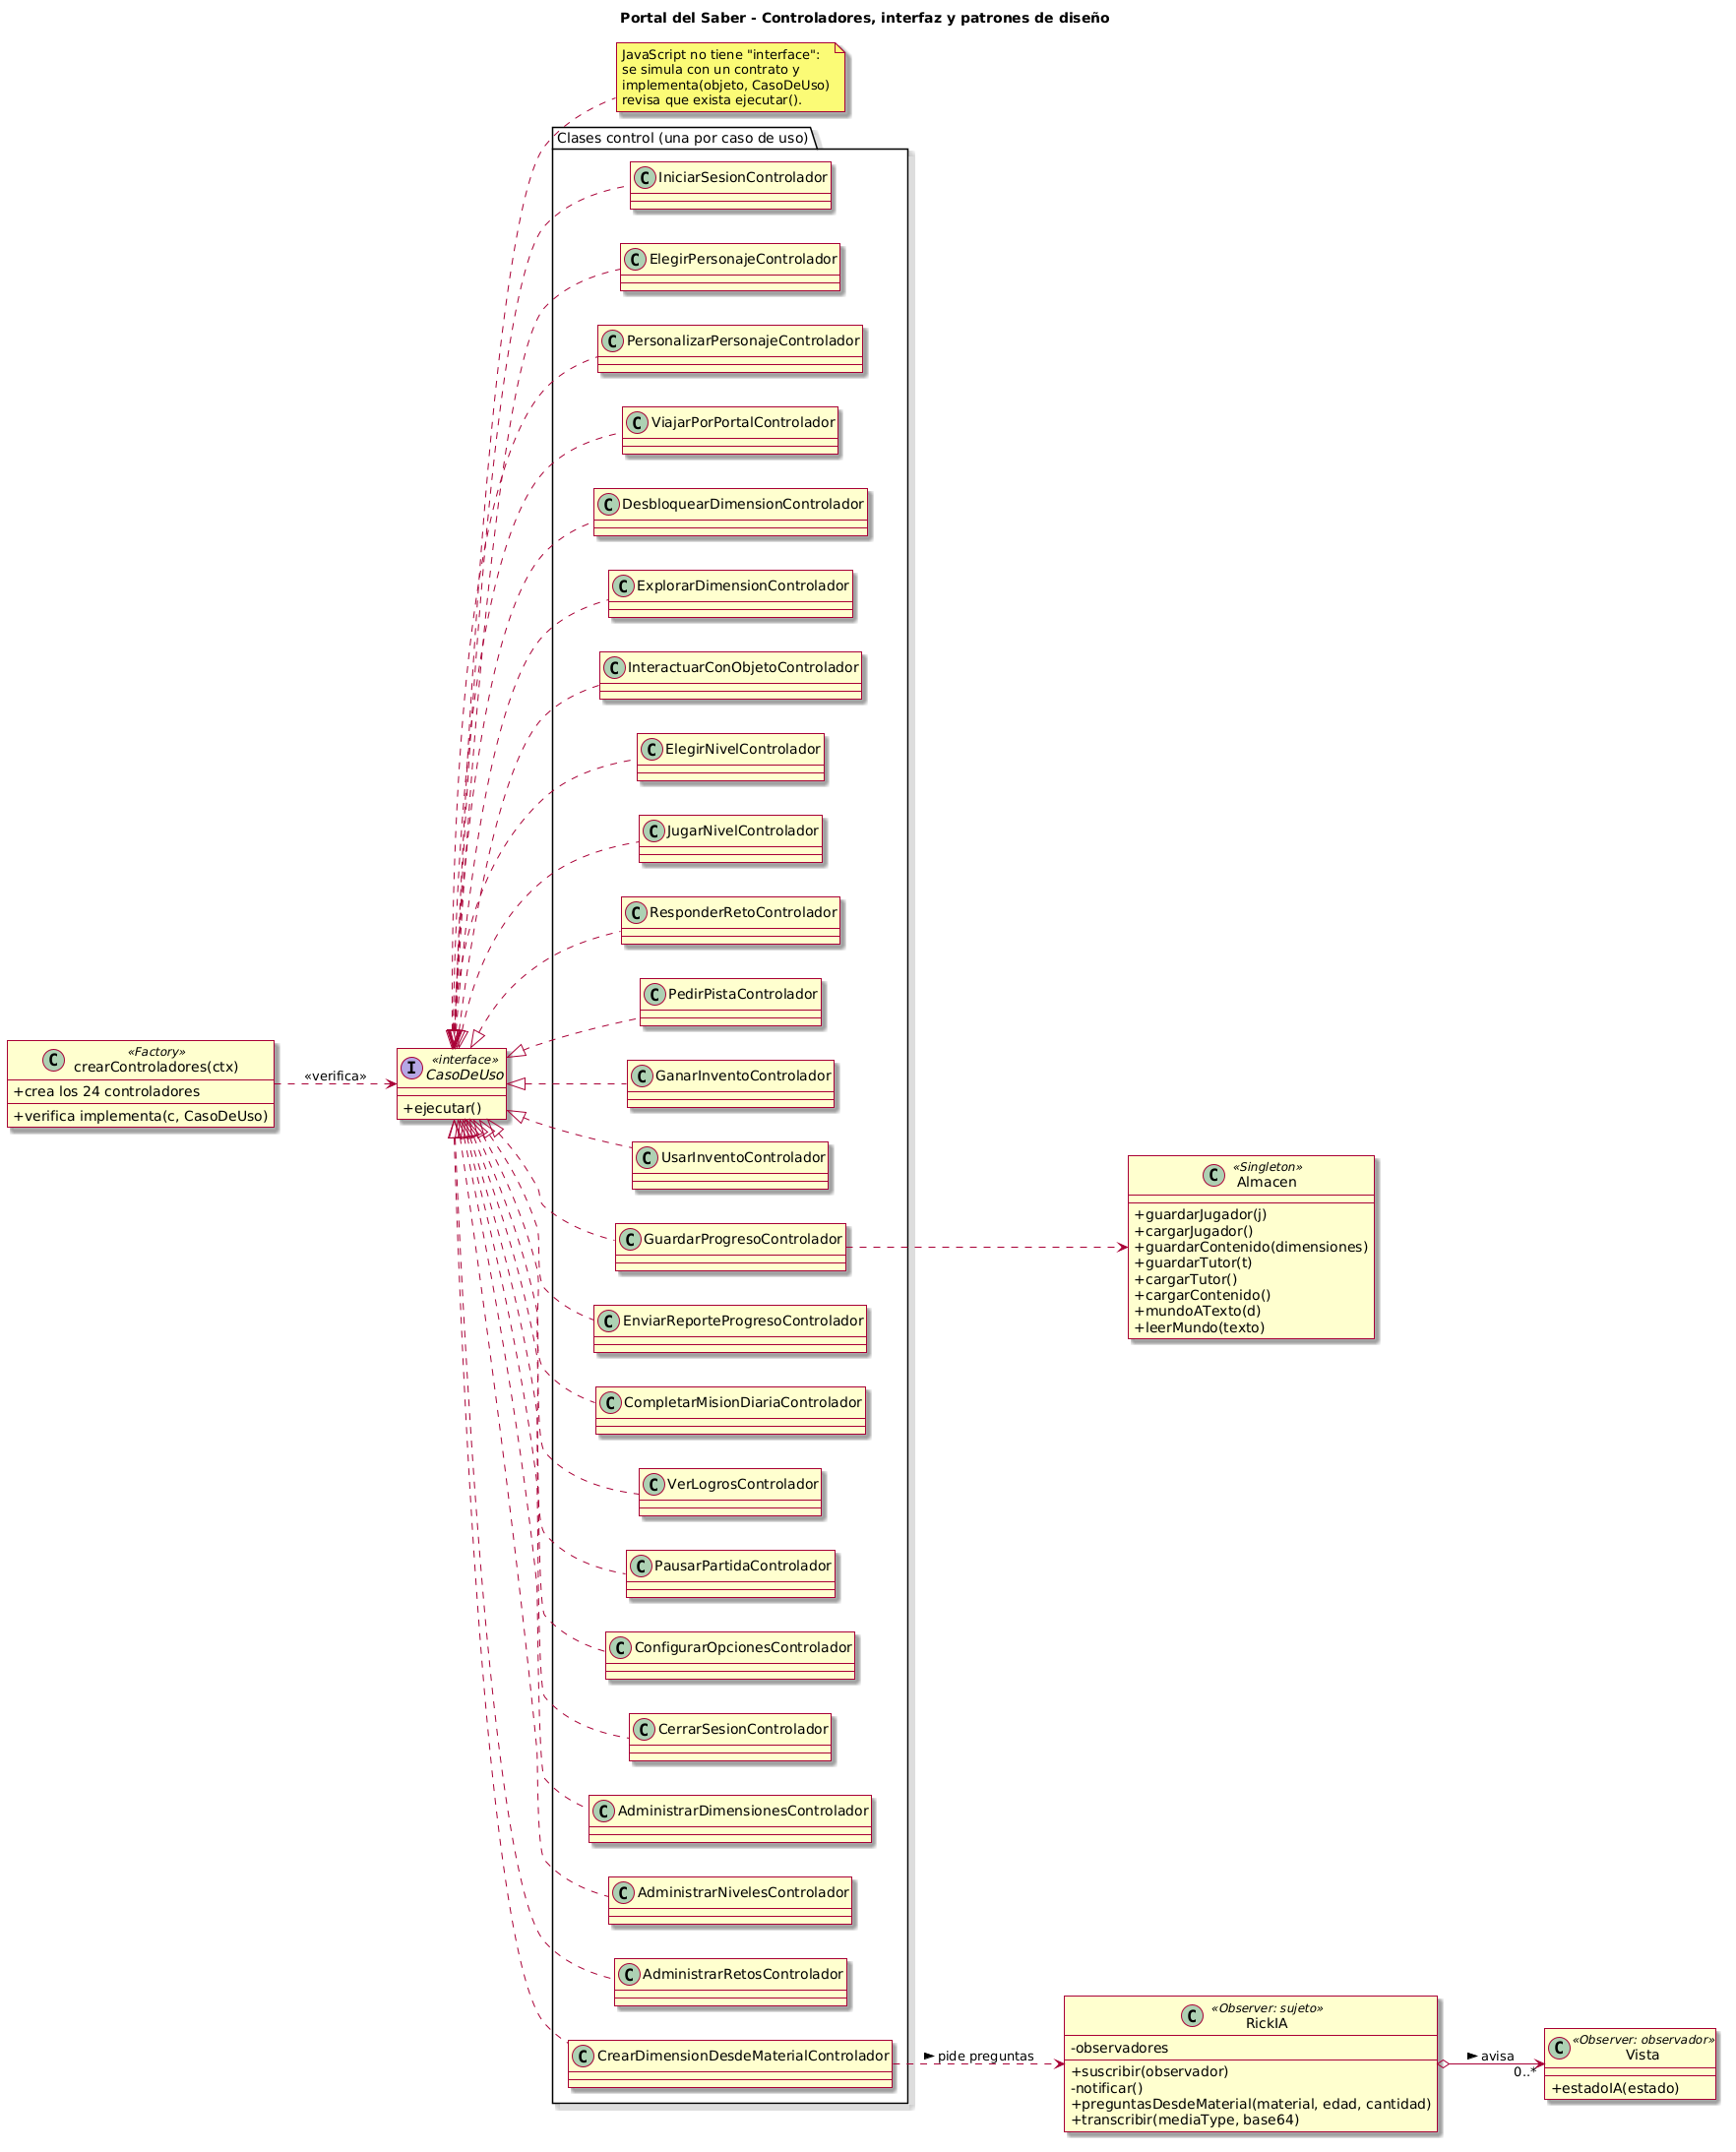 Portal del Saber - Controladores, interfaz y patrones de diseño
JavaScript no tiene "interface":
se simula con un contrato y
implementa(objeto, CasoDeUso)
revisa que exista ejecutar().
Clases control (una por caso de uso)
C IniciarSesionControlador
C ElegirPersonajeControlador
C PersonalizarPersonajeControlador
C ViajarPorPortalControlador
C DesbloquearDimensionControlador
C ExplorarDimensionControlador
C InteractuarConObjetoControlador
C ElegirNivelControlador
C JugarNivelControlador
C ResponderRetoControlador
C PedirPistaControlador
C GanarInventoControlador
C UsarInventoControlador
C GuardarProgresoControlador
C EnviarReporteProgresoControlador
C CompletarMisionDiariaControlador
C VerLogrosControlador
C PausarPartidaControlador
C ConfigurarOpcionesControlador
C CerrarSesionControlador
C AdministrarDimensionesControlador
C AdministrarNivelesControlador
C AdministrarRetosControlador
C CrearDimensionDesdeMaterialControlador
«Factory»
C crearControladores(ctx)
+crea los 24 controladores
+verifica implementa(c, CasoDeUso)
«verifica»
«interface»
I CasoDeUso
+ejecutar()
«Singleton»
C Almacen
+guardarJugador(j)
+cargarJugador()
+guardarContenido(dimensiones)
+guardarTutor(t)
+cargarTutor()
+cargarContenido()
+mundoATexto(d)
+leerMundo(texto)
► pide preguntas
«Observer: sujeto»
C RickIA
-observadores
+suscribir(observador)
-notificar()
+preguntasDesdeMaterial(material, edad, cantidad)
+transcribir(mediaType, base64)
► avisa
0..*
«Observer: observador»
C Vista
+estadoIA(estado)